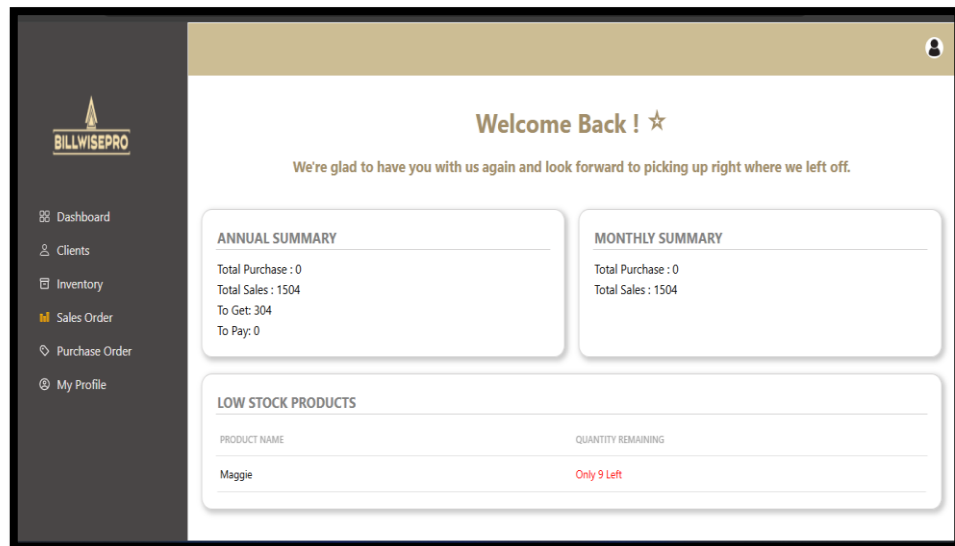 BILLWISEPRO
Dashboard
Clients
Inventory
Sales Order
Purchase Order
My Profile
Welcome Back !
We're glad to have you with us again and look forward to picking up right where we left off.
ANNUAL SUMMARY
Total Purchase : 0
Total Sales : 1504
To Get: 304
To Pay: 0
MONTHLY SUMMARY
Total Purchase : 0
Total Sales : 1504
LOW STOCK PRODUCTS
PRODUCT NAME QUANTITY REMAINING
Maggie Only 9 Left